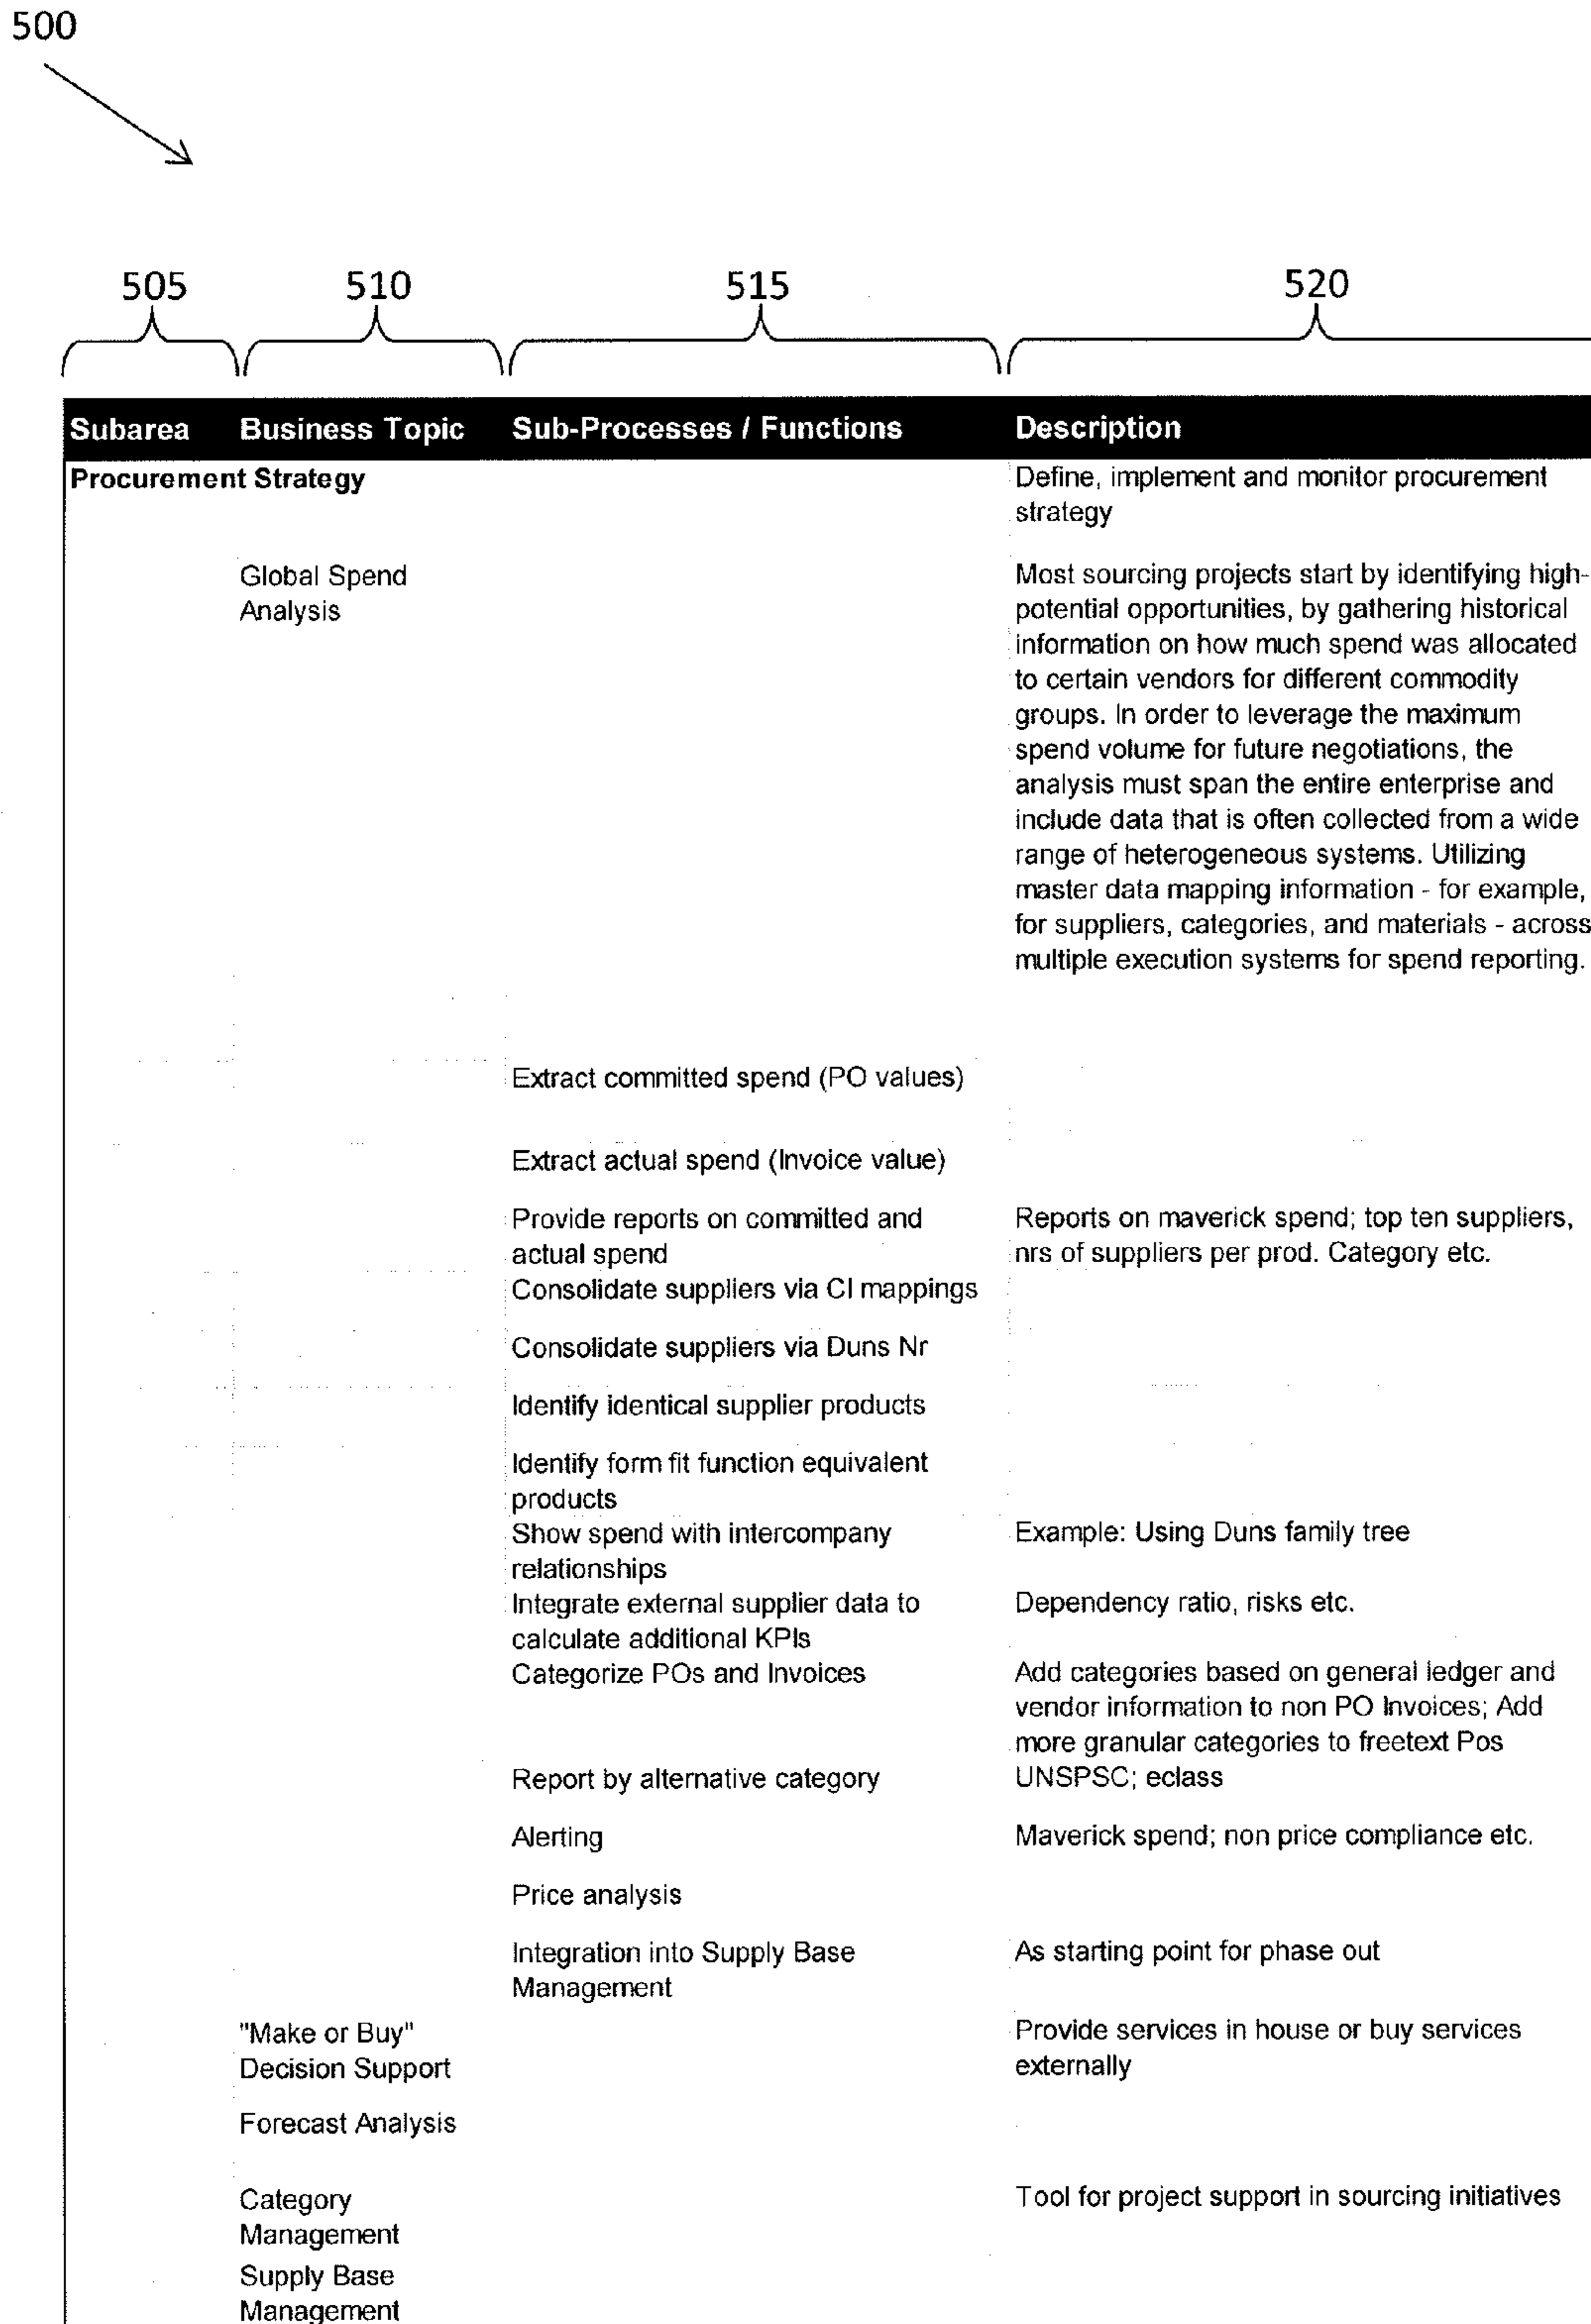 500
505 510 515 520
Subarea Business Topic Sub-Processes / Functions Description
Procurement Strategy Define, implement and monitor procurement
strategy
Global Spend Most sourcing projects start by identifying high-
Analysis potential opportunities, by gathering historical
information on how much spend was allocated
to certain vendors for different commodity
groups. In order to leverage the maximum
spend volume for future negotiations, the
analysis must span the entire enterprise and
include data that is often collected from a wide
range of heterogeneous systems. Utilizing
master data mapping information - for example,
for suppliers, categories, and materials - across
multiple execution systems for spend reporting.
Extract committed spend (PO values)
Extract actual spend (Invoice value)
Provide reports on committed and Reports on maverick spend; top ten suppliers,
actual spend nrs of suppliers per prod. Category etc.
Consolidate suppliers via CI mappings
Consolidate suppliers via Duns Nr
Identify identical supplier products
Identify form fit function equivalent
products
Show spend with intercompany Example: Using Duns family tree
relationships
Integrate external supplier data to Dependency ratio, risks etc.
calculate additional KPIs
Categorize POs and Invoices Add categories based on general ledger and
vendor information to non PO Invoices; Add
more granular categories to freetext Pos
Report by alternative category UNSPSC; eclass
Alerting Maverick spend; non price compliance etc.
Price analysis
Integration into Supply Base As starting point for phase out
Management
"Make or Buy" Provide services in house or buy services
Decision Support externally
Forecast Analysis
Category Tool for project support in sourcing initiatives
Management
Supply Base
Management